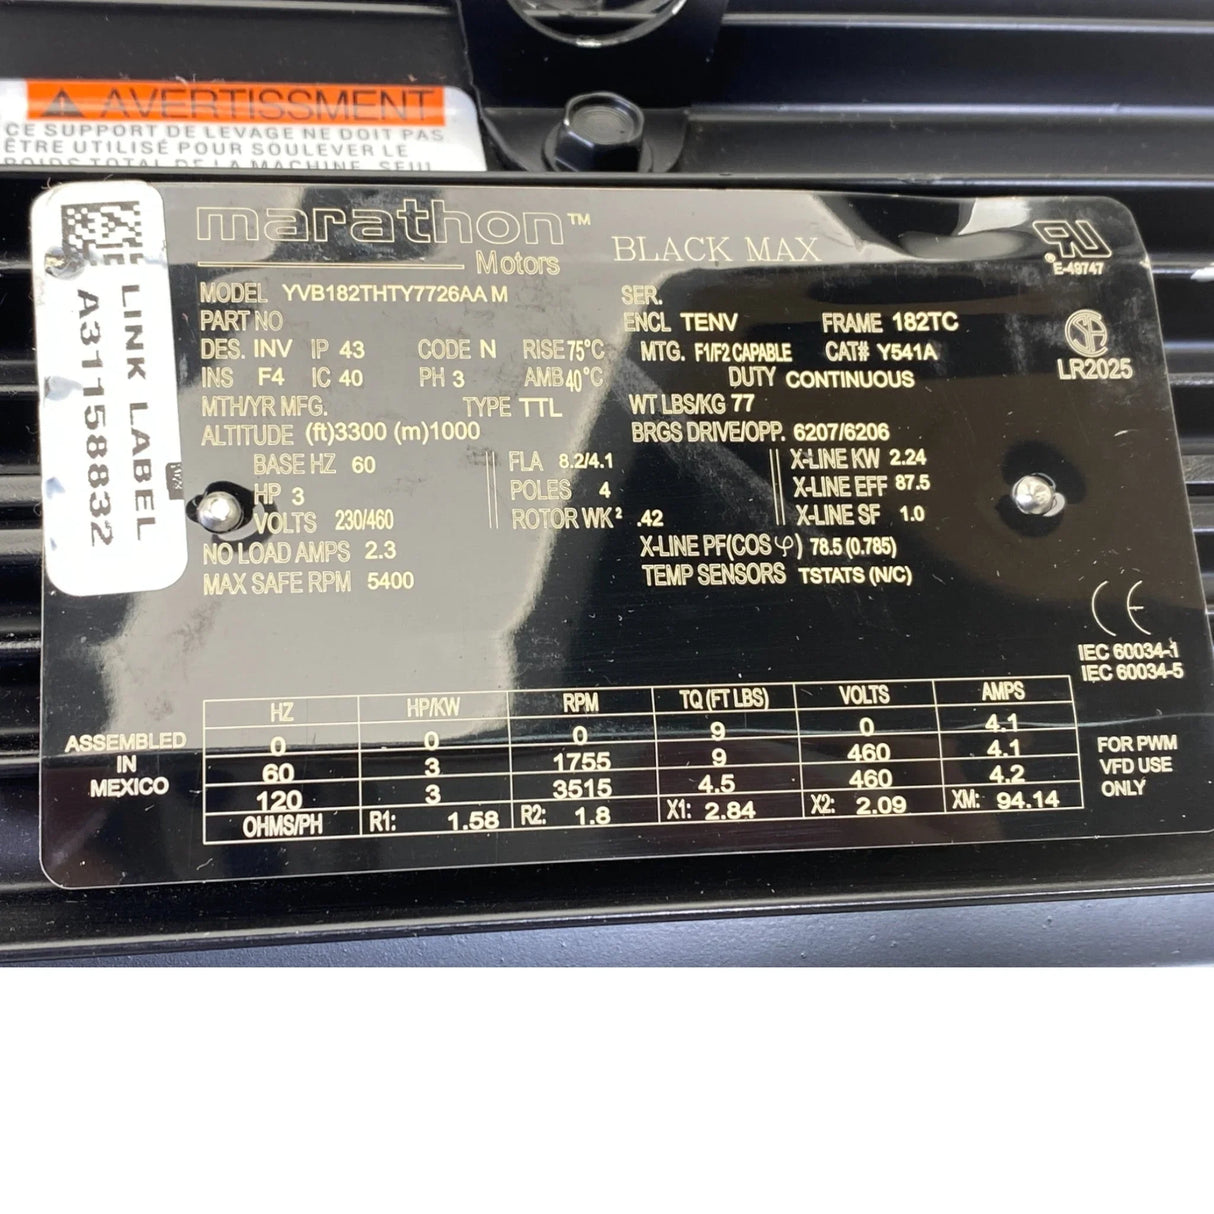 AVERTISSMENT
CE SUPPORT DE LEVAGE NE DOIT PAS
ÊTRE UTILISÉ POUR SOULEVER LE
POIDS TOTAL DE LA MACHINE, SEUL
LINK LABEL
A31158832
marathon™
Motors
BLACK MAX
E-49747
MODEL YVB182THTY7726AA M SER.
PART NO ENCL TENV FRAME 182TC
DES. INV IP 43 CODE N RISE 75°C MTG. F1/F2 CAPABLE CAT# Y541A
LR2025
INS F4 IC 40 PH 3 AMB 40°C DUTY CONTINUOUS
MTH/YR MFG. TYPE TTL WT LBS/KG 77
ALTITUDE (ft)3300 (m)1000 BRGS DRIVE/OPP. 6207/6206
BASE HZ 60 FLA 8.2/4.1 X-LINE KW 2.24
HP 3 POLES 4 X-LINE EFF 87.5
VOLTS 230/460 ROTOR WK² .42 X-LINE SF 1.0
NO LOAD AMPS 2.3 X-LINE PF(COS φ) 78.5 (0.785)
MAX SAFE RPM 5400 TEMP SENSORS TSTATS (N/C)
CE
IEC 60034-1
IEC 60034-5
HZ HP/KW RPM TQ (FT LBS) VOLTS AMPS
0 0 0 9 0 4.1
60 3 1755 9 460 4.1
120 3 3515 4.5 460 4.2
OHMS/PH R1: 1.58 R2: 1.8 X1: 2.84 X2: 2.09 XM: 94.14
ASSEMBLED
IN
MEXICO
FOR PWM
VFD USE
ONLY